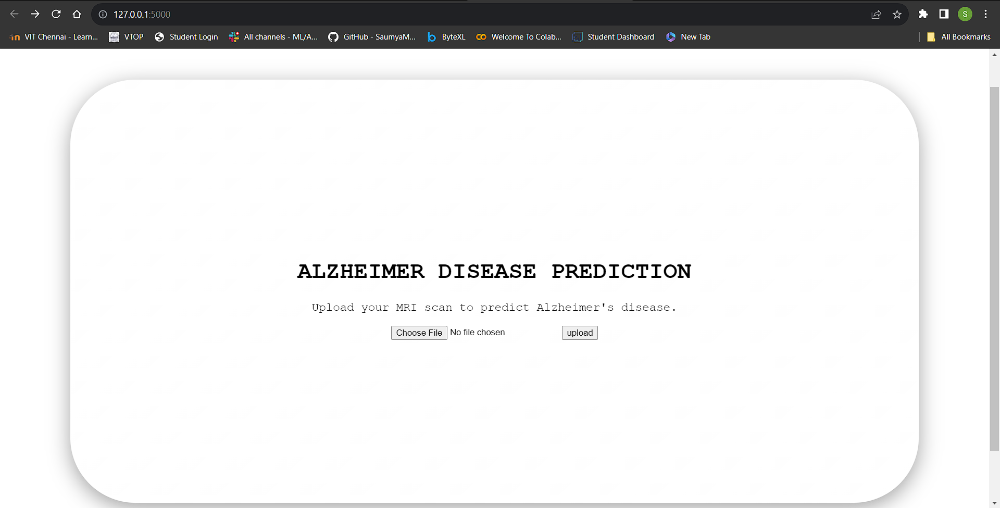 127.0.0.1:5000
S
VIT Chennai - Learn...
VTOP
Student Login
All channels - ML/A...
GitHub - SaumyaM...
ByteXL
Welcome To Colab...
Student Dashboard
New Tab
All Bookmarks
ALZHEIMER DISEASE PREDICTION
Upload your MRI scan to predict Alzheimer's disease.
Choose File No file chosen upload